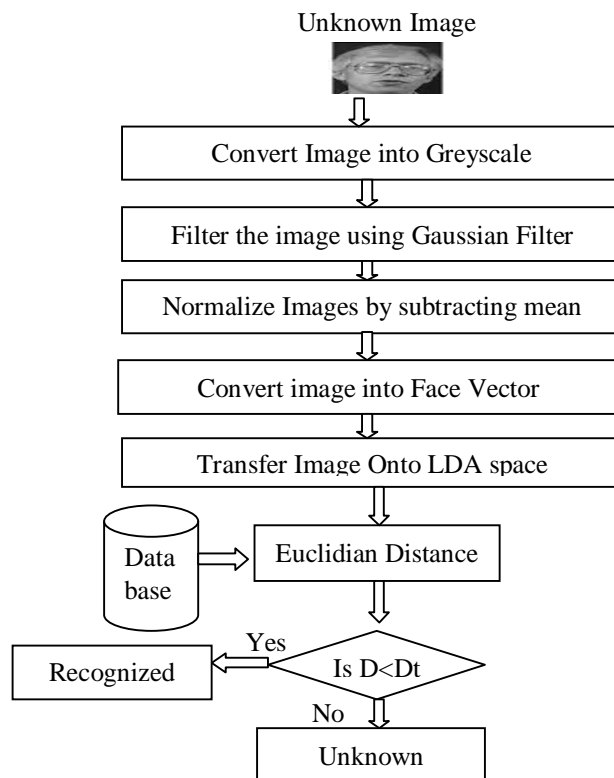 Unknown Image
Convert Image into Greyscale
Filter the image using Gaussian Filter
Normalize Images by subtracting mean
Convert image into Face Vector
Transfer Image Onto LDA space
Data
base
Euclidian Distance
Yes
Recognized
Is D<Dt
No
Unknown